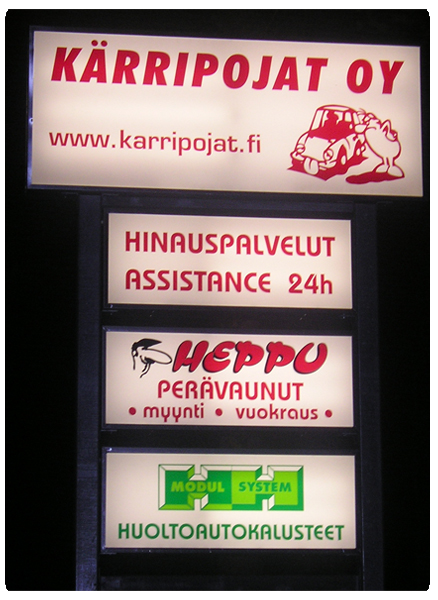 KÄRRIPOJAT OY
www.karripojat.fi
HINAUSPALVELUT
ASSISTANCE 24h
HEPPU
PERÄVAUNUT
• myynti • vuokraus •
MODUL SYSTEM
HUOLTOAUTOKALUSTEET